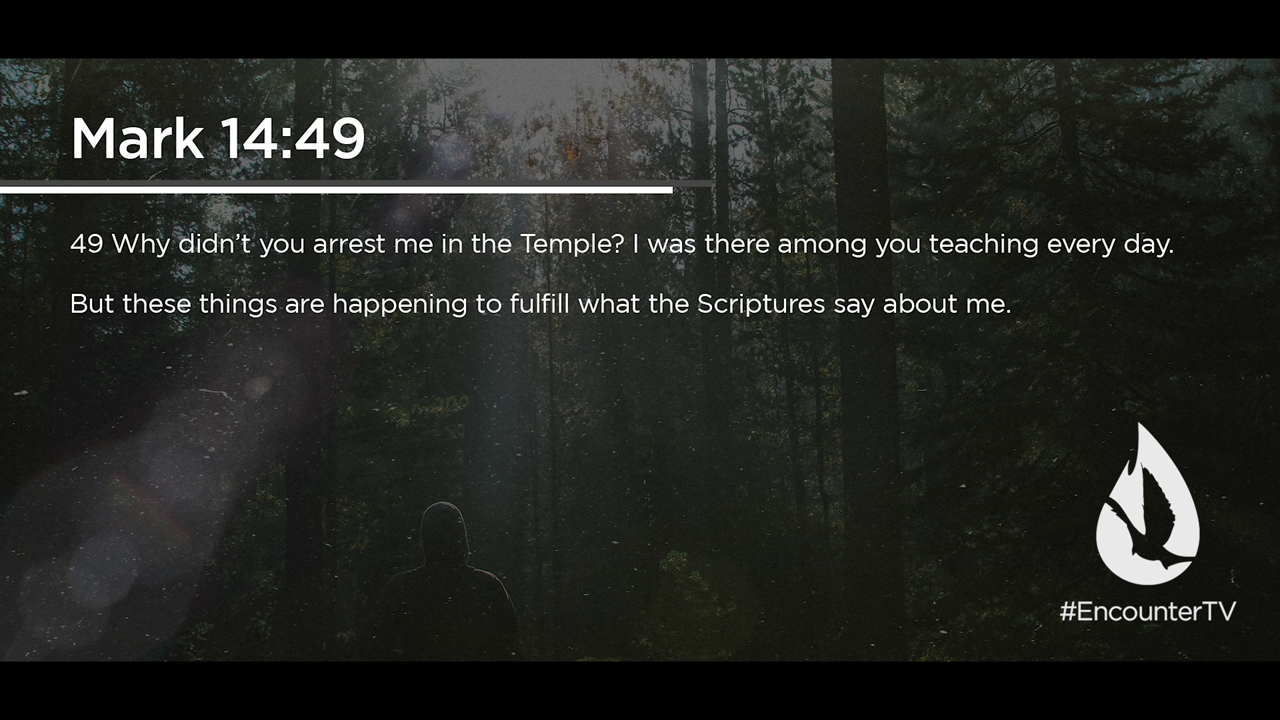 Mark 14:49
49 Why didn’t you arrest me in the Temple? I was there among you teaching every day.
But these things are happening to fulfill what the Scriptures say about me.
#EncounterTV